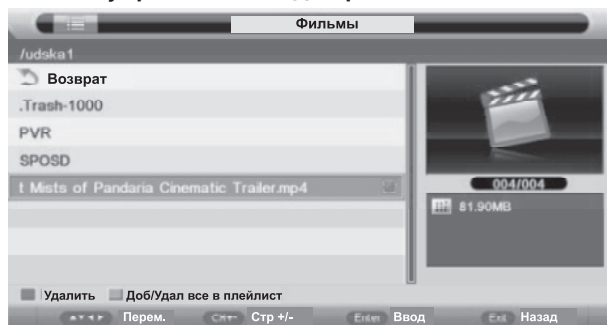 Фильмы
/udska1
Возврат
.Trash-1000
PVR
SPOSD
t Mists of Pandaria Cinematic Trailer.mp4
004/004
81.90MB
Удалить Доб/Удал все в плейлист
Перем. CH+- Стр +/- Enter Ввод Exit Назад